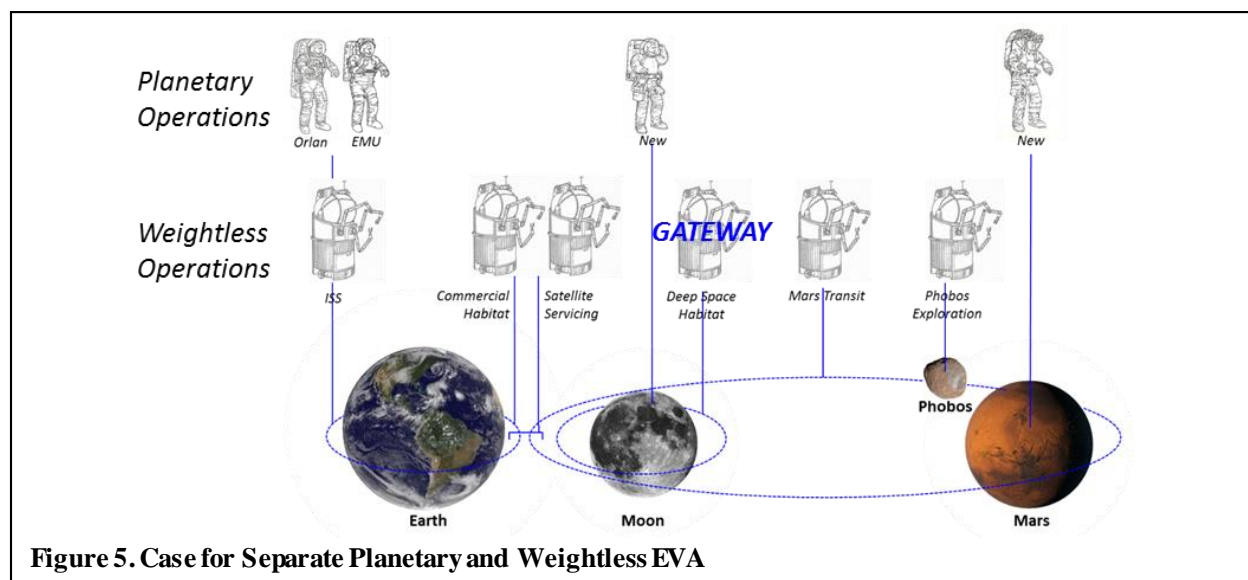 Planetary
Operations
Orlan EMU New New
Weightless
Operations
GATEWAY
ISS
Commercial
Habitat
Satellite
Servicing
Deep Space
Habitat
Mars Transit
Phobos
Exploration
Phobos
Earth
Moon
Mars
Figure 5. Case for Separate Planetary and Weightless EVA